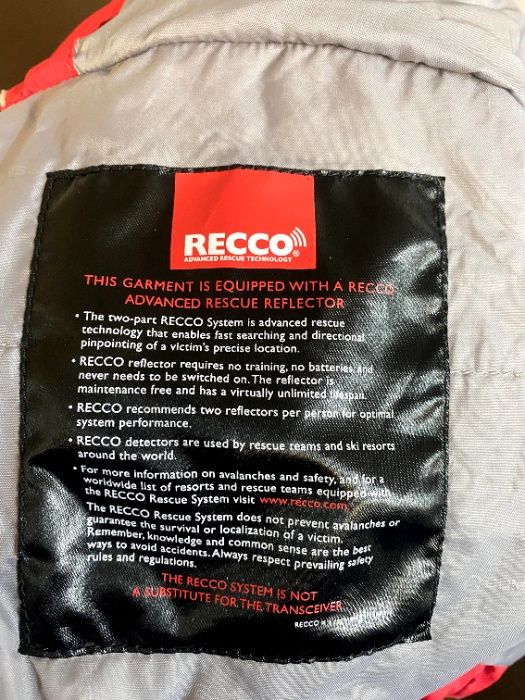 RECCO®
ADVANCED RESCUE TECHNOLOGY
THIS GARMENT IS EQUIPPED WITH A RECCO
ADVANCED RESCUE REFLECTOR
• The two-part RECCO System is advanced rescue
technology that enables fast searching and directional
pinpointing of a victim's precise location.
• RECCO reflector requires no training, no batteries and
never needs to be switched on. The reflector is
maintenance free and has a virtually unlimited lifespan.
• RECCO recommends two reflectors per person for optimal
system performance.
• RECCO detectors are used by rescue teams and ski resorts
around the world.
• For more information on avalanches and safety, and for a
worldwide list of resorts and rescue teams equipped with
the RECCO Rescue System visit www.recco.com
The RECCO Rescue System does not prevent avalanches or
guarantee the survival or localization of a victim.
Remember, knowledge and common sense are the best
ways to avoid accidents. Always respect prevailing safety
rules and regulations.
THE RECCO SYSTEM IS NOT
A SUBSTITUTE FOR THE TRANSCEIVER
RECCO